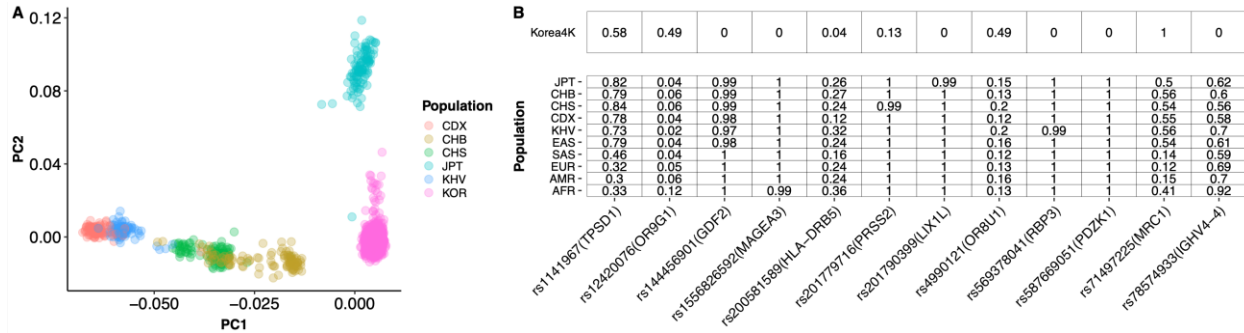 A
0.12
0.08
0.04
0.00
PC2
−0.050
−0.025
0.000
PC1
Population
CDX
CHB
CHS
JPT
KHV
KOR
B
Korea4K 0.58 0.49 0 0 0.04 0.13 0 0.49 0 0 1 0
Population
JPT 0.82 0.04 0.99 1 0.26 1 0.99 0.15 1 1 0.5 0.62
CHB 0.79 0.06 0.99 1 0.27 1 1 0.13 1 1 0.56 0.6
CHS 0.84 0.06 0.99 1 0.24 0.99 1 0.2 1 1 0.54 0.56
CDX 0.78 0.04 0.98 1 0.12 1 1 0.12 1 1 0.55 0.58
KHV 0.73 0.02 0.97 1 0.32 1 1 0.2 0.99 1 0.56 0.7
EAS 0.79 0.04 0.98 1 0.24 1 1 0.16 1 1 0.54 0.61
SAS 0.46 0.04 1 1 0.16 1 1 0.12 1 1 0.14 0.59
EUR 0.32 0.05 1 1 0.24 1 1 0.13 1 1 0.12 0.69
AMR 0.3 0.06 1 1 0.24 1 1 0.16 1 1 0.15 0.7
AFR 0.33 0.12 1 0.99 0.36 1 1 0.13 1 1 0.41 0.92
rs1141967(TPSD1)
rs12420076(OR9G1)
rs144456901(GDF2)
rs1556826592(MAGEA3)
rs200581589(HLA−DRB5)
rs201779716(PRSS2)
rs201790399(LIX1L)
rs4990121(OR8U1)
rs569378041(RBP3)
rs587669051(PDZK1)
rs71497225(MRC1)
rs78574933(IGHV4−4)